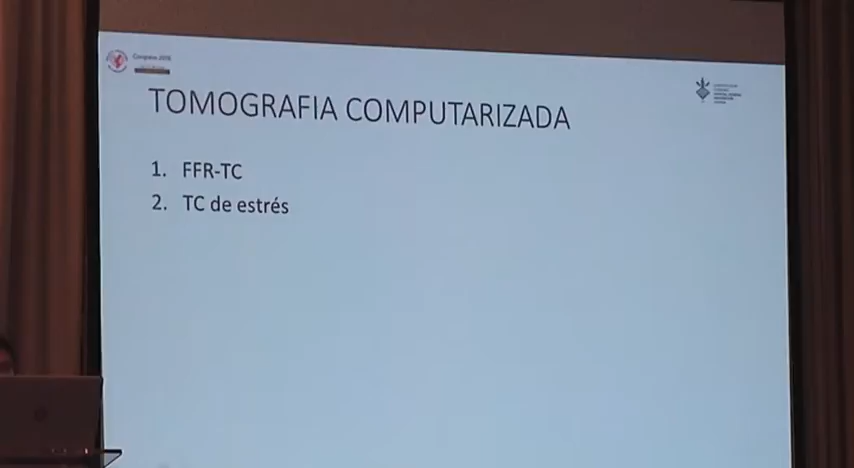 TOMOGRAFIA COMPUTARIZADA
1. FFR-TC
2. TC de estrés